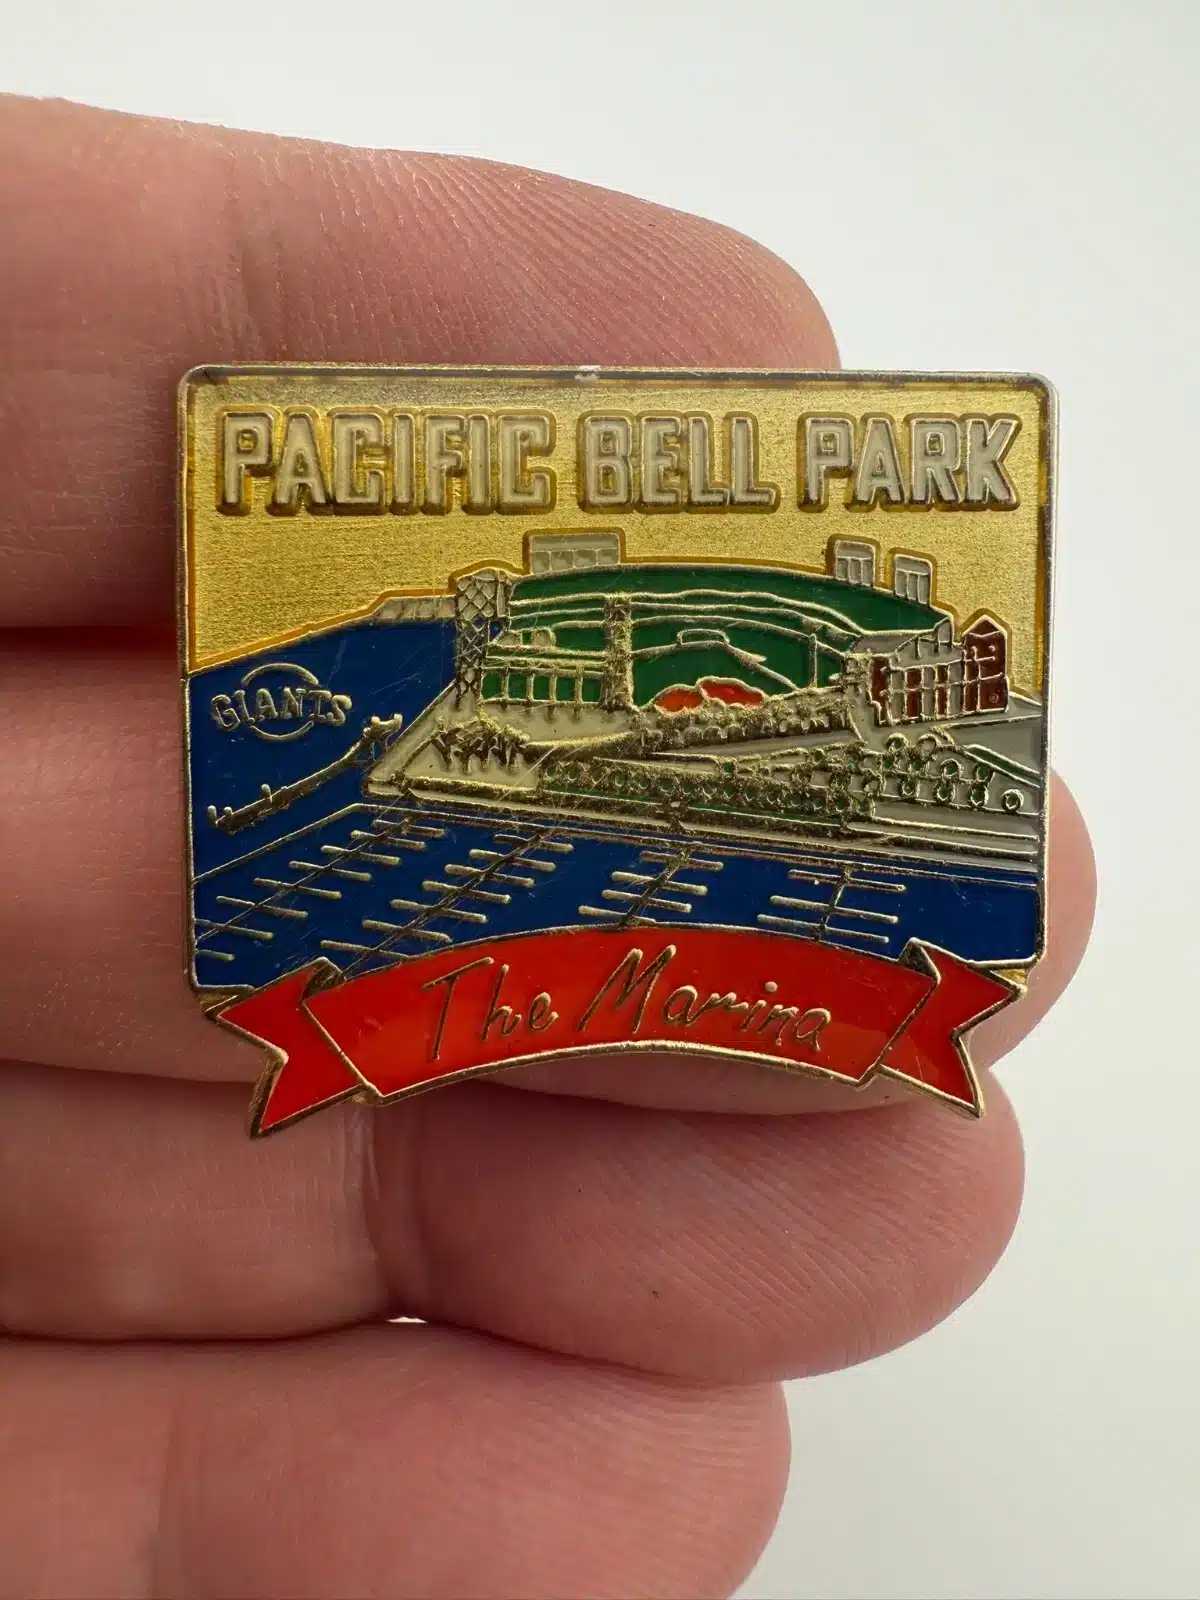 PACIFIC BELL PARK
GIANTS
The Marina